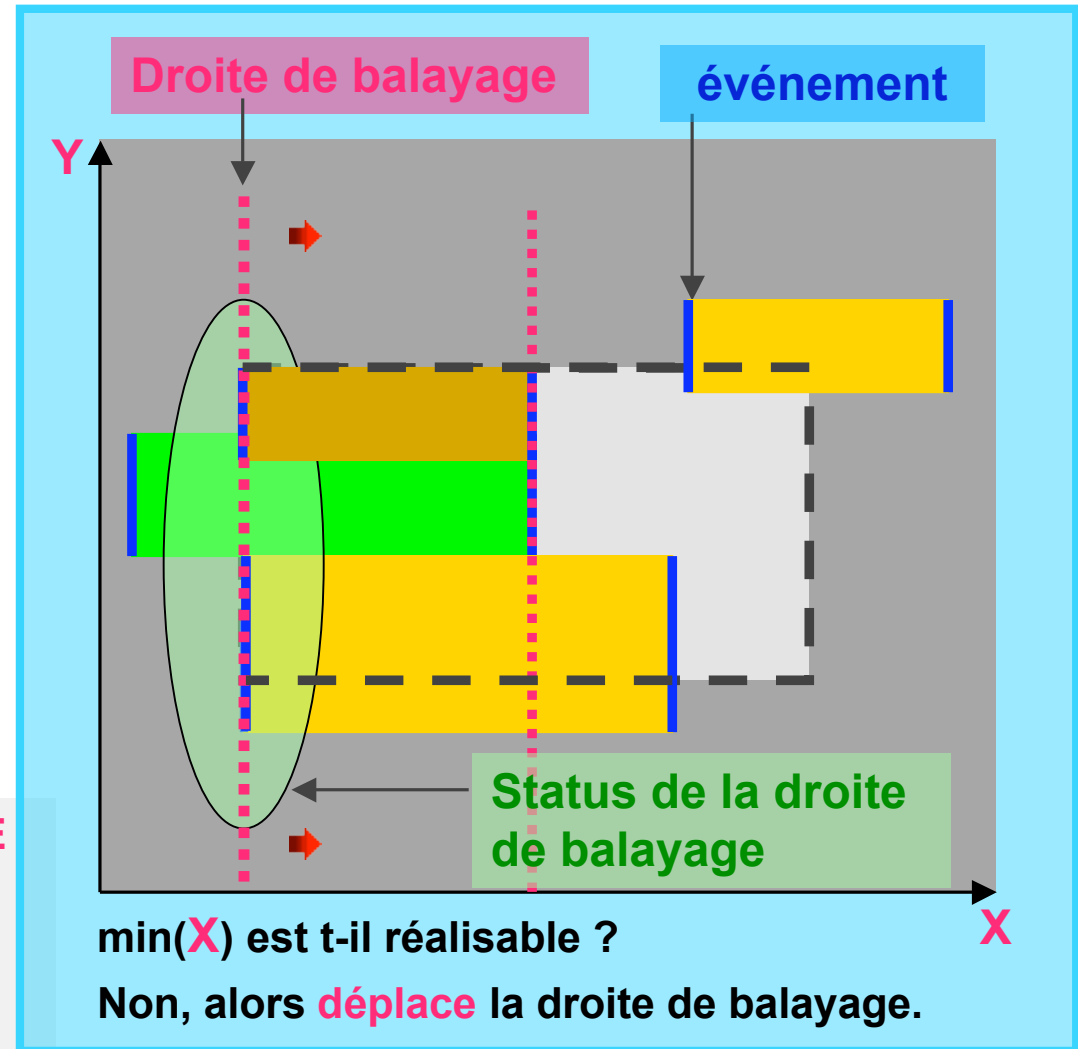 Droite de balayage
événement
Y
Status de la droite
de balayage
E
X
min(X) est t-il réalisable ?
Non, alors déplace la droite de balayage.